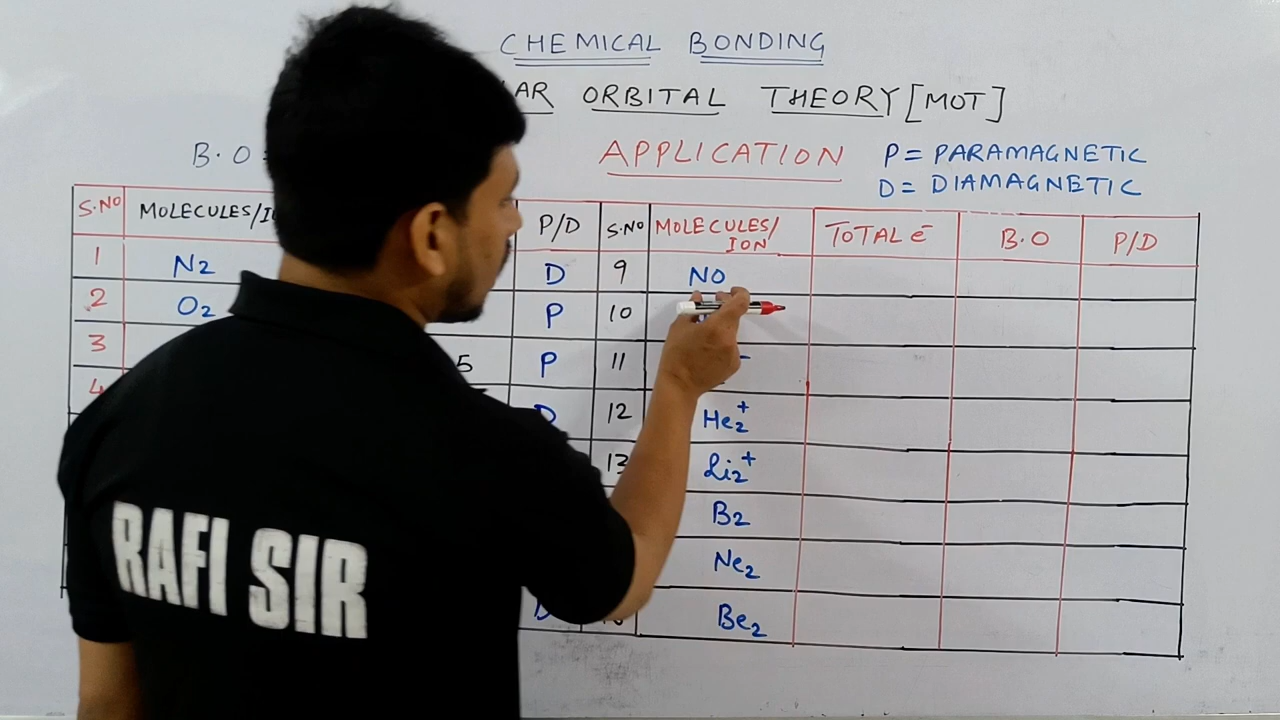 CHEMICAL BONDING
AR ORBITAL THEORY [MOT]
B.O APPLICATION P = PARAMAGNETIC
D = DIAMAGNETIC
S.NO MOLECULES/I P/D S.NO MOLECULES/ION TOTAL e⁻ B.O P/D
1 N₂ D 9 NO
2 O₂ P 10
3 5 P 11 -
4 D 12 He₂⁺
13 Li₂⁺
B₂
Ne₂
D Be₂
RAFI SIR